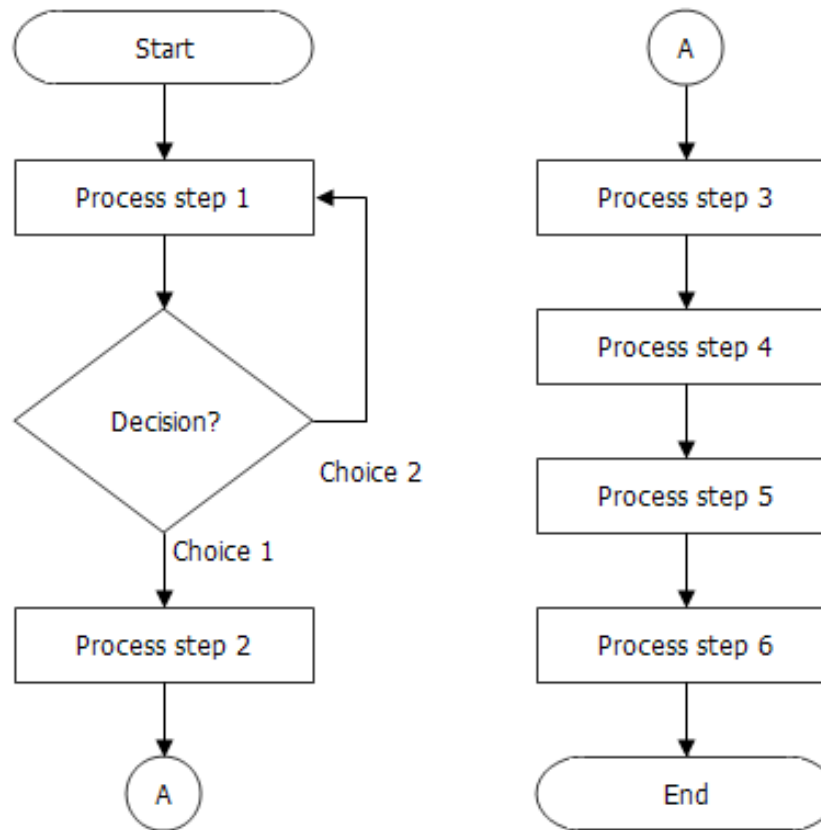 Start
Process step 1
Decision?
Choice 2
Choice 1
Process step 2
A
A
Process step 3
Process step 4
Process step 5
Process step 6
End